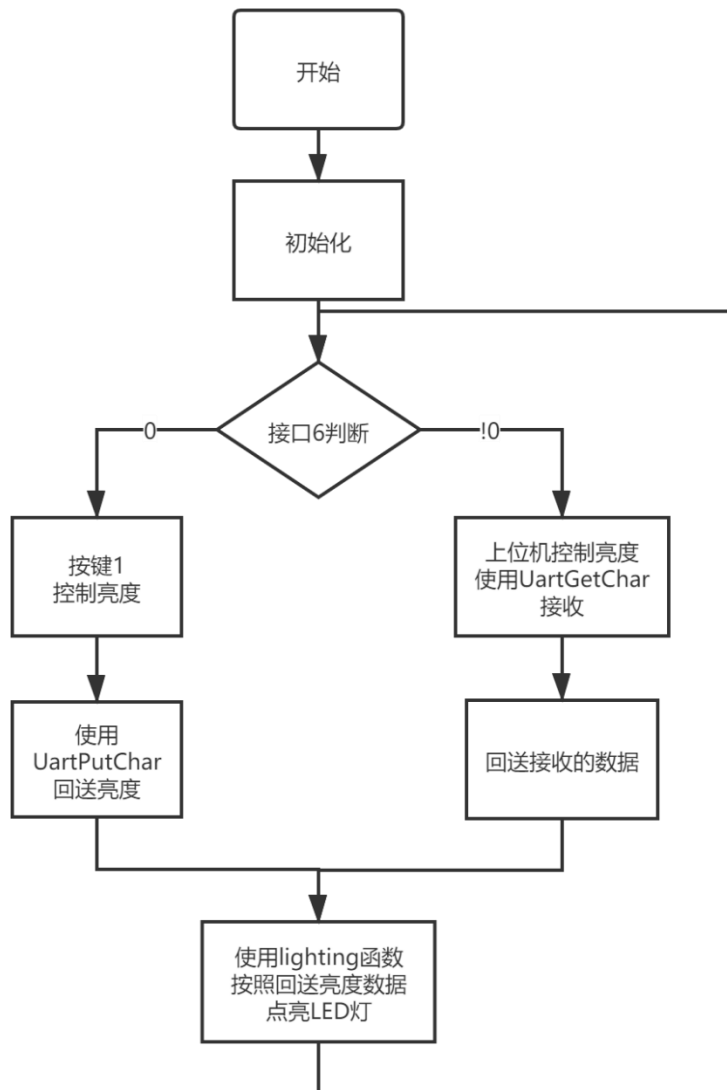 开始
初始化
接口6判断
0
!0
按键1
控制亮度
上位机控制亮度
使用UartGetChar
接收
使用
UartPutChar
回送亮度
回送接收的数据
使用lighting函数
按照回送亮度数据
点亮LED灯